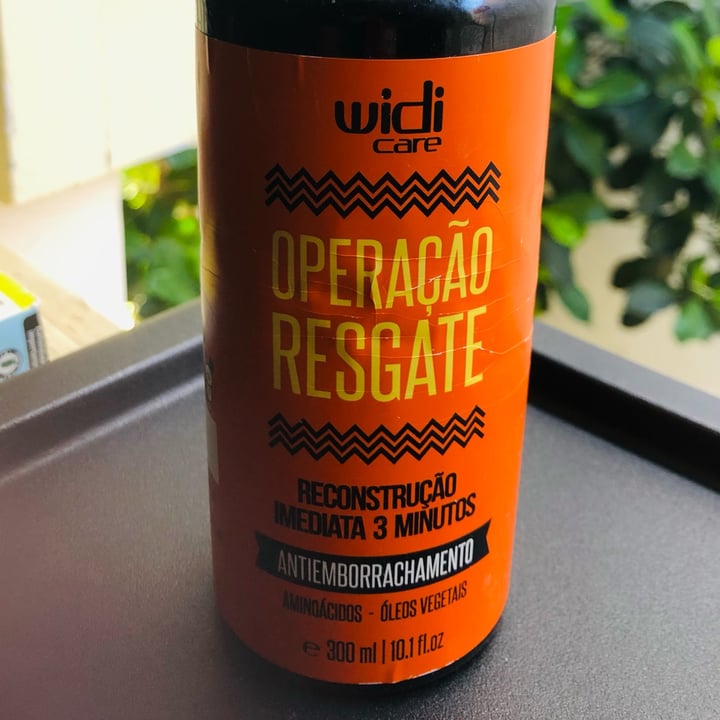 widi
care
OPERAÇÃO
RESGATE
RECONSTRUÇÃO
IMEDIATA 3 MINUTOS
ANTIEMBORRACHAMENTO
AMINOÁCIDOS - ÓLEOS VEGETAIS
℮ 300 ml | 10.1 fl.oz